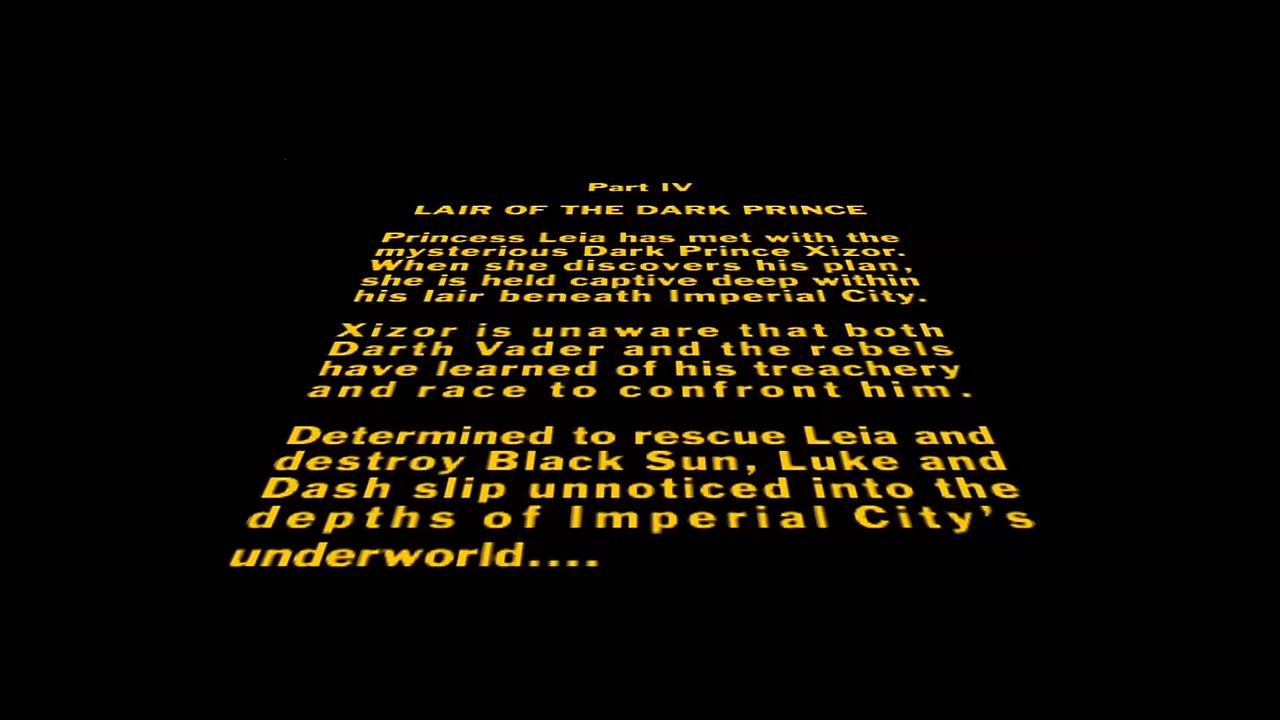 Part IV
LAIR OF THE DARK PRINCE
Princess Leia has met with the
mysterious Dark Prince Xizor.
When she discovers his plan,
she is held captive deep within
his lair beneath Imperial City.
Xizor is unaware that both
Darth Vader and the rebels
have learned of his treachery
and race to confront him.
Determined to rescue Leia and
destroy Black Sun, Luke and
Dash slip unnoticed into the
depths of Imperial City's
underworld....